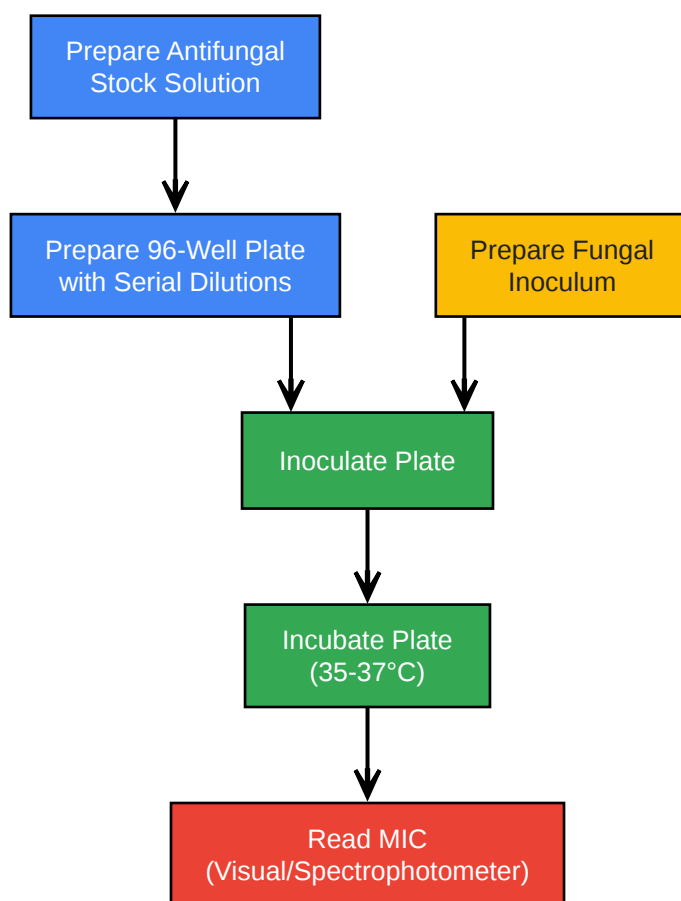 Prepare Antifungal
Stock Solution
Prepare 96-Well Plate
with Serial Dilutions
Prepare Fungal
Inoculum
Inoculate Plate
Incubate Plate
(35-37°C)
Read MIC
(Visual/Spectrophotometer)